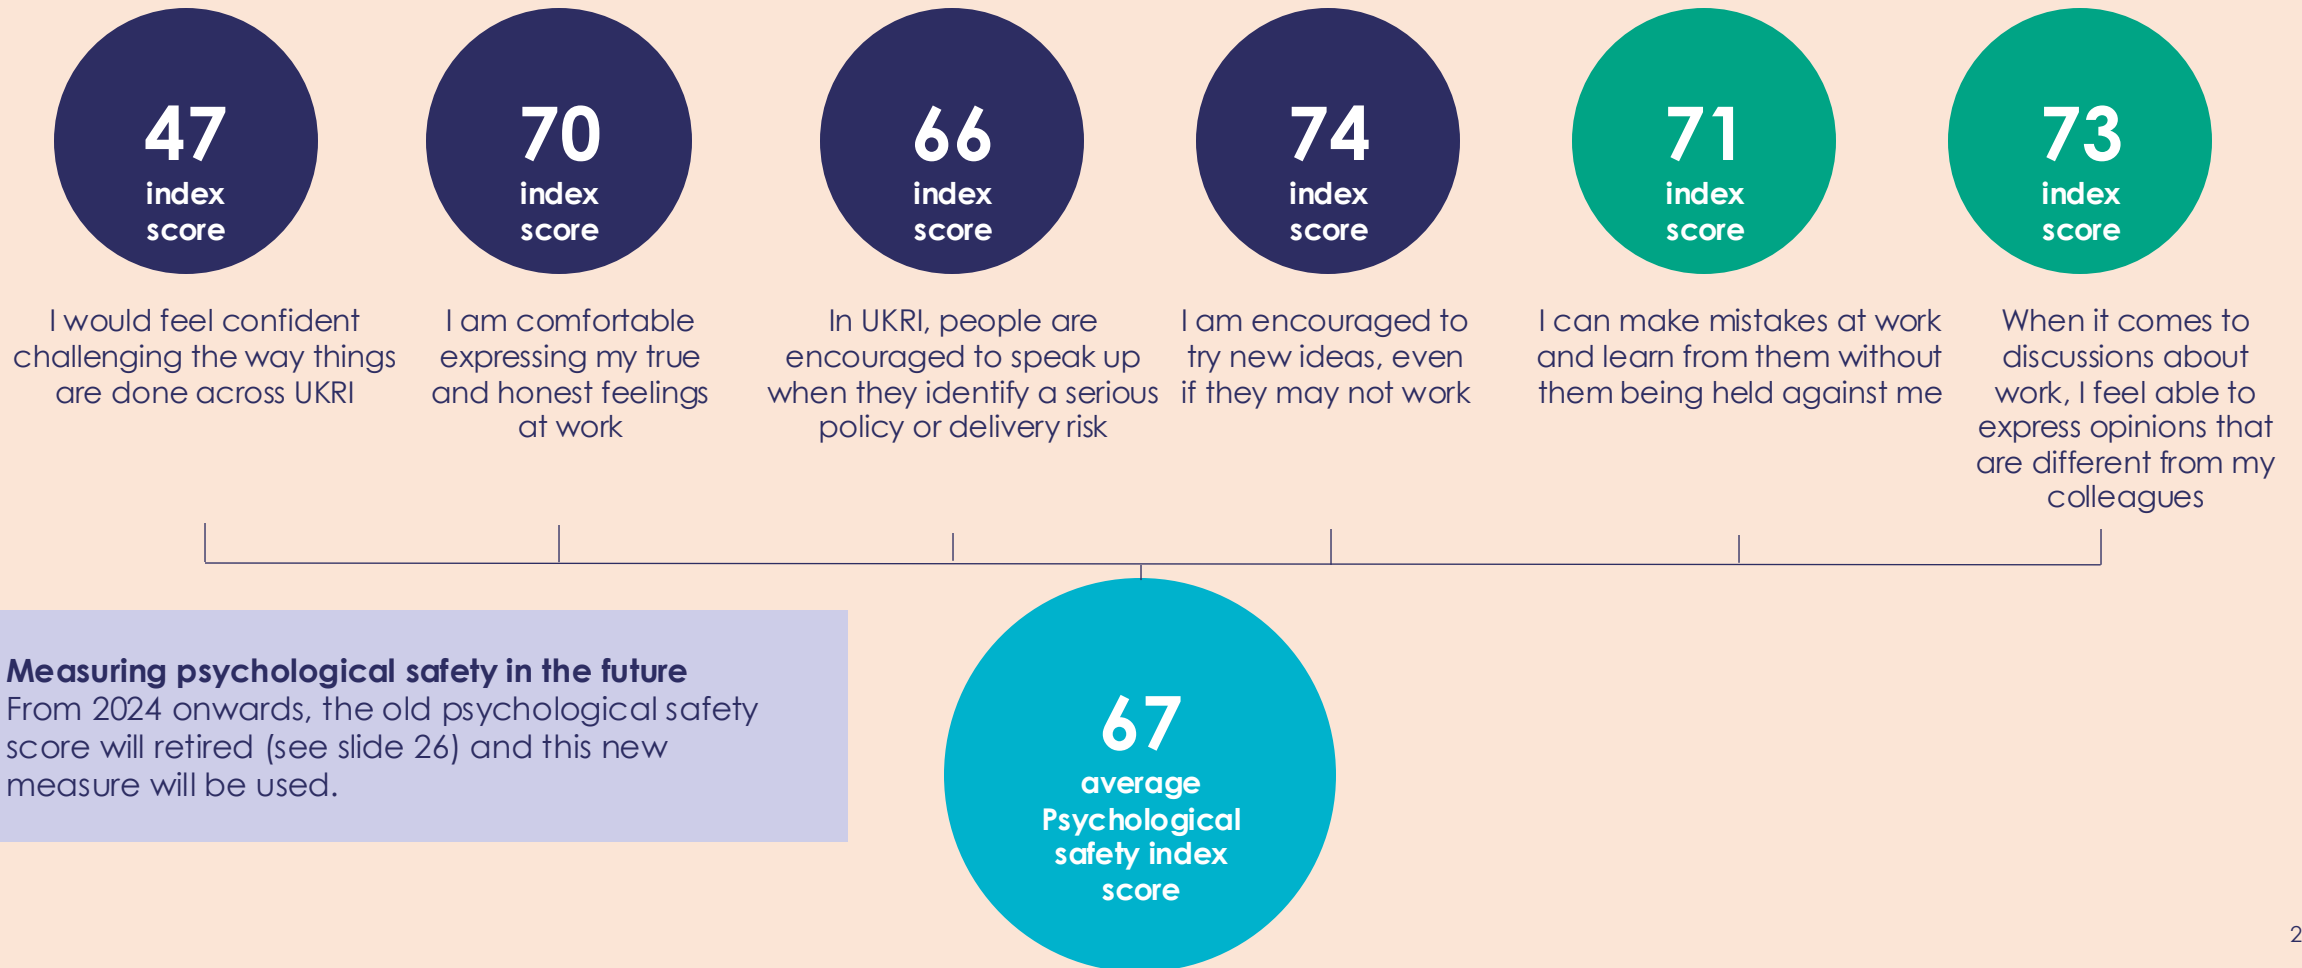 47
index
score
I would feel confident
challenging the way things
are done across UKRI
70
index
score
I am comfortable
expressing my true
and honest feelings
at work
66
index
score
In UKRI, people are
encouraged to speak up
when they identify a serious
policy or delivery risk
74
index
score
I am encouraged to
try new ideas, even
if they may not work
71
index
score
I can make mistakes at work
and learn from them without
them being held against me
73
index
score
When it comes to
discussions about
work, I feel able to
express opinions that
are different from my
colleagues
Measuring psychological safety in the future
From 2024 onwards, the old psychological safety
score will retired (see slide 26) and this new
measure will be used.
67
average
Psychological
safety index
score
2